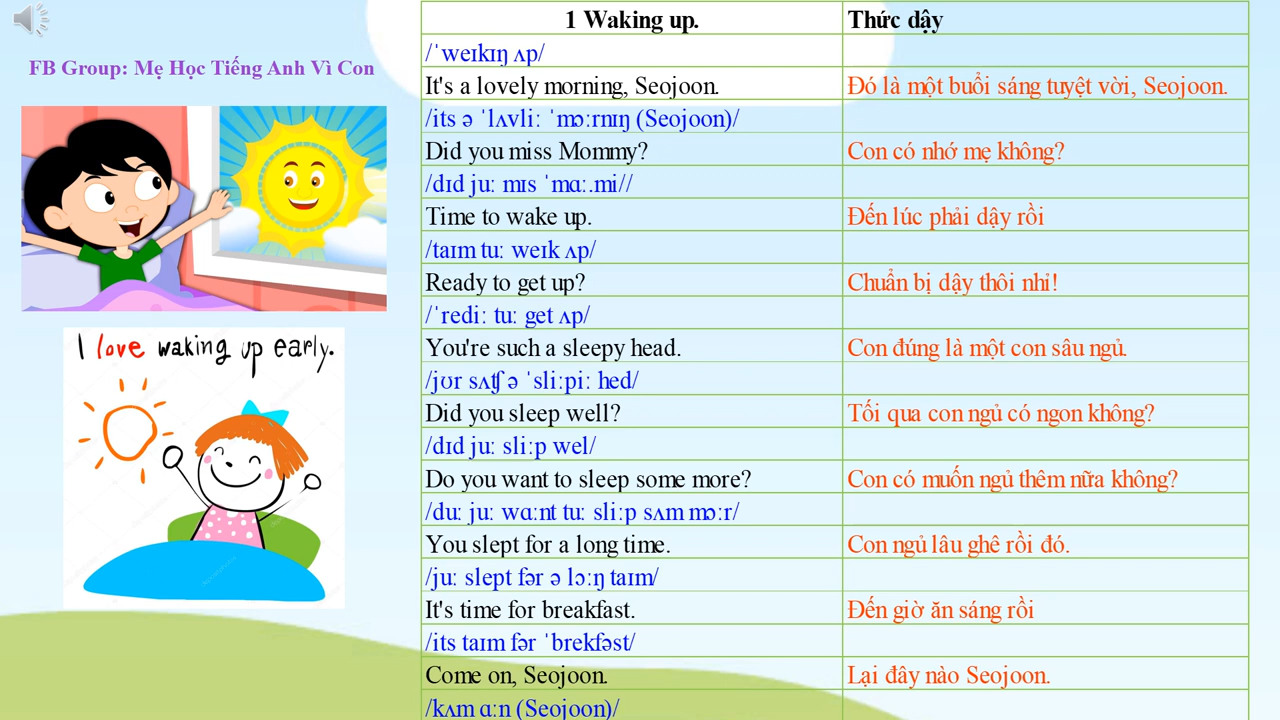 FB Group: Mẹ Học Tiếng Anh Vì Con
I love waking up early.
1 Waking up. Thức dậy
/ˈweɪkɪŋ ʌp/
It's a lovely morning, Seojoon. Đó là một buổi sáng tuyệt vời, Seojoon.
/its ə ˈlʌvliː ˈmɔːrnɪŋ (Seojoon)/
Did you miss Mommy? Con có nhớ mẹ không?
/dɪd juː mɪs ˈmɑː.mi//
Time to wake up. Đến lúc phải dậy rồi
/taɪm tuː weɪk ʌp/
Ready to get up? Chuẩn bị dậy thôi nhỉ!
/ˈrediː tuː get ʌp/
You're such a sleepy head. Con đúng là một con sâu ngủ.
/jʊr sʌʧ ə ˈsliːpiː hed/
Did you sleep well? Tối qua con ngủ có ngon không?
/dɪd juː sliːp wel/
Do you want to sleep some more? Con có muốn ngủ thêm nữa không?
/duː juː wɑːnt tuː sliːp sʌm mɔːr/
You slept for a long time. Con ngủ lâu ghê rồi đó.
/juː slept fər ə lɔːŋ taɪm/
It's time for breakfast. Đến giờ ăn sáng rồi
/its taɪm fər ˈbrekfəst/
Come on, Seojoon. Lại đây nào Seojoon.
/kʌm ɑːn (Seojoon)/